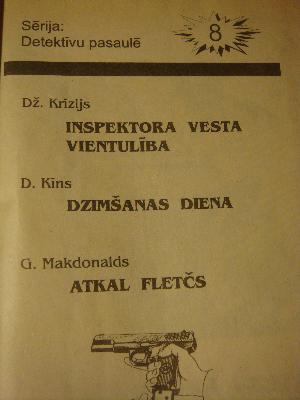 Sērija:
Detektīvu pasaulē
8
Dž. Krīzijs
INSPEKTORA VESTA
VIENTULĪBA
D. Kīns
DZIMŠANAS DIENA
G. Makdonalds
ATKAL FLETČS